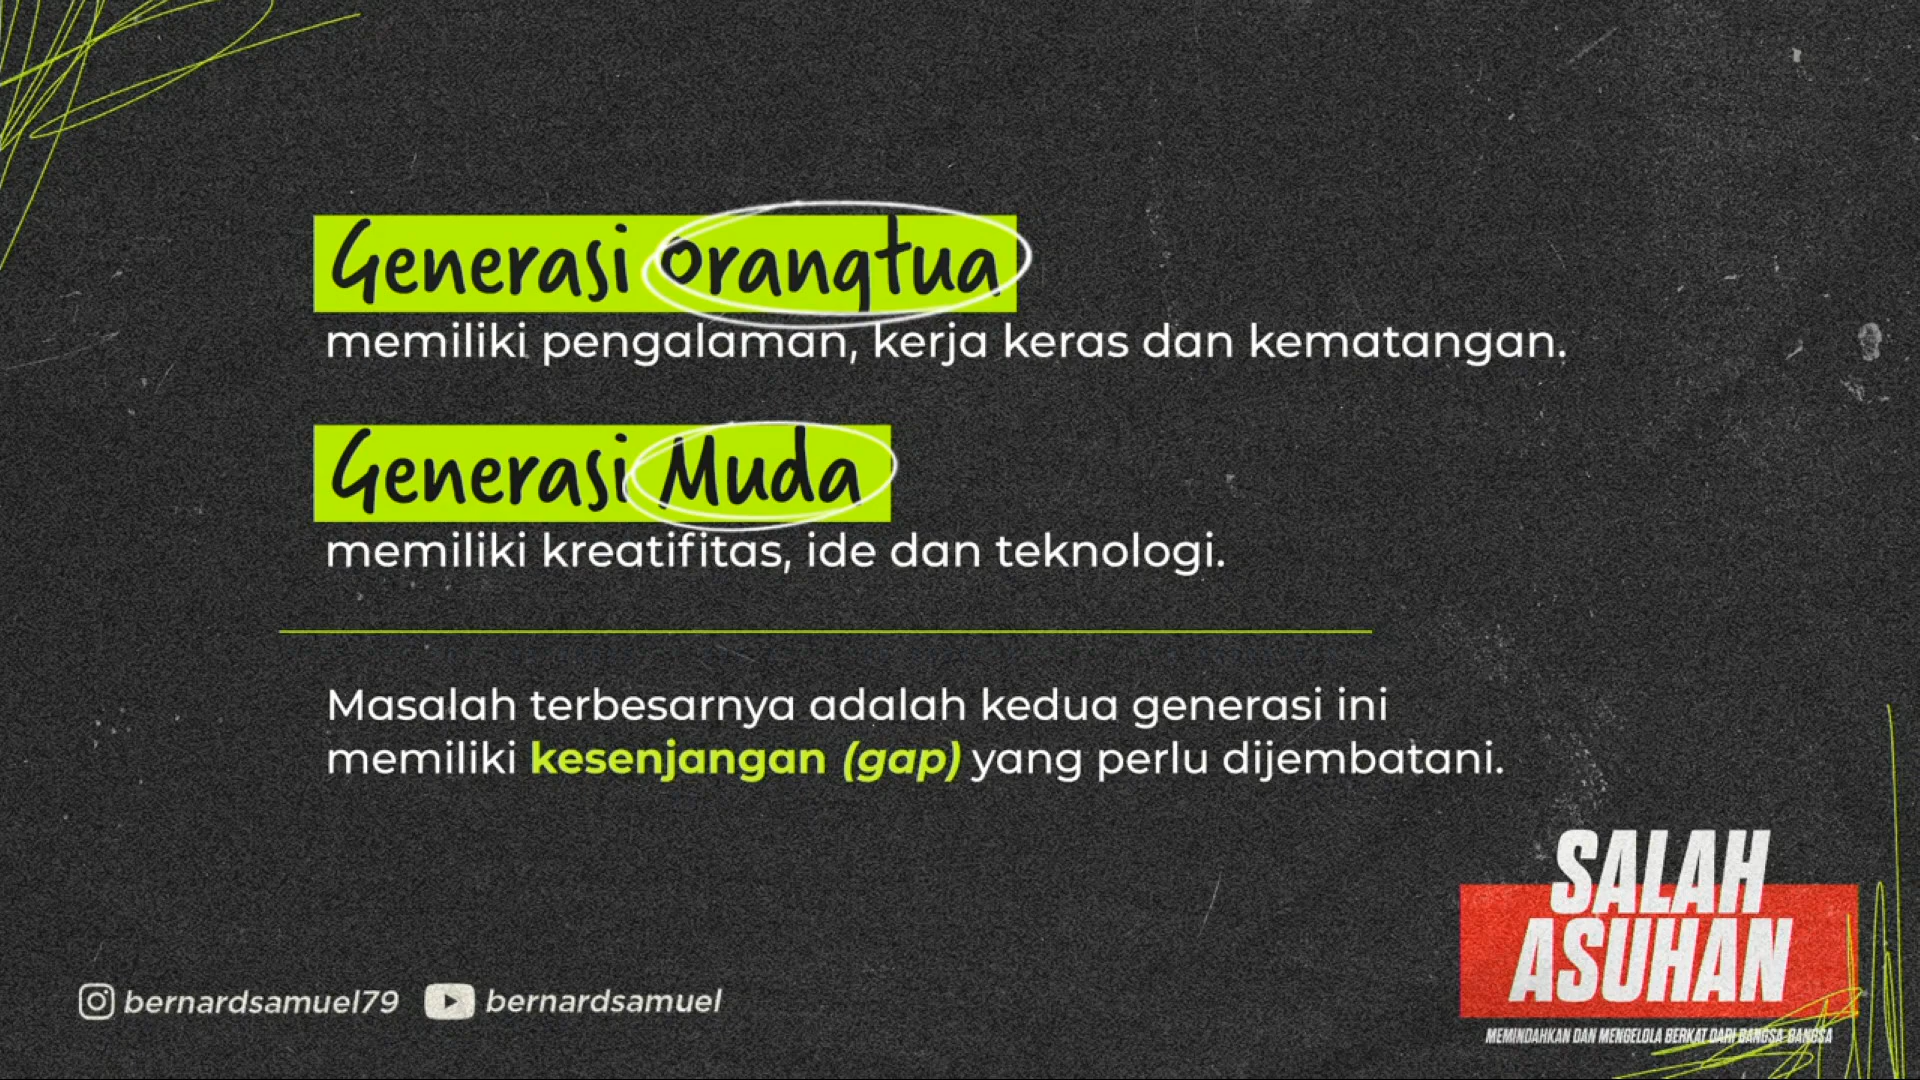 Generasi orangtua
memiliki pengalaman, kerja keras dan kematangan.
Generasi Muda
memiliki kreatifitas, ide dan teknologi.
Masalah terbesarnya adalah kedua generasi ini
memiliki kesenjangan (gap) yang perlu dijembatani.
SALAH
ASUHAN
MEMINDAHKAN DAN MENGELOLA BERKAT DARI BANGSA-BANGSA
bernardsamuel79 bernardsamuel